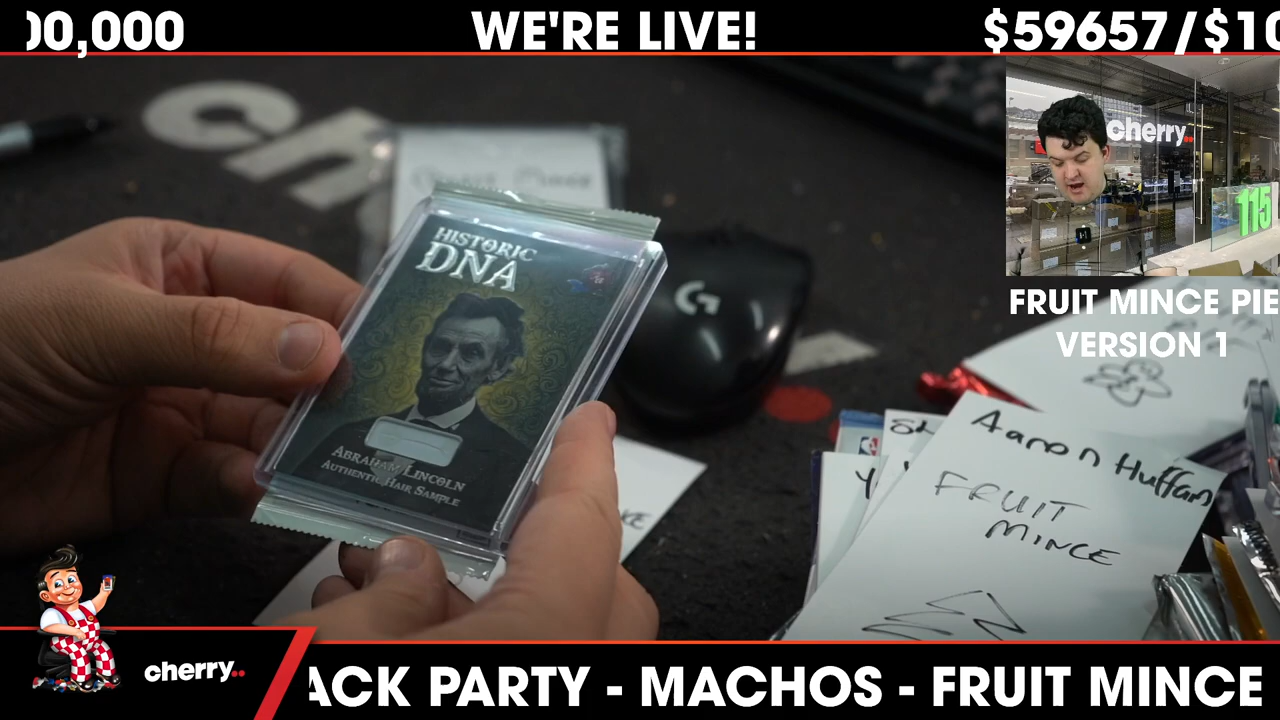 00,000
WE'RE LIVE!
$59657/$10
cherry..
115
FRUIT MINCE PIE
VERSION 1
HISTORIC
DNA
ABRAHAM LINCOLN
AUTHENTIC HAIR SAMPLE
G
Aaron Huffam
FRUIT
MINCE
cherry..
ACK PARTY - MACHOS - FRUIT MINCE